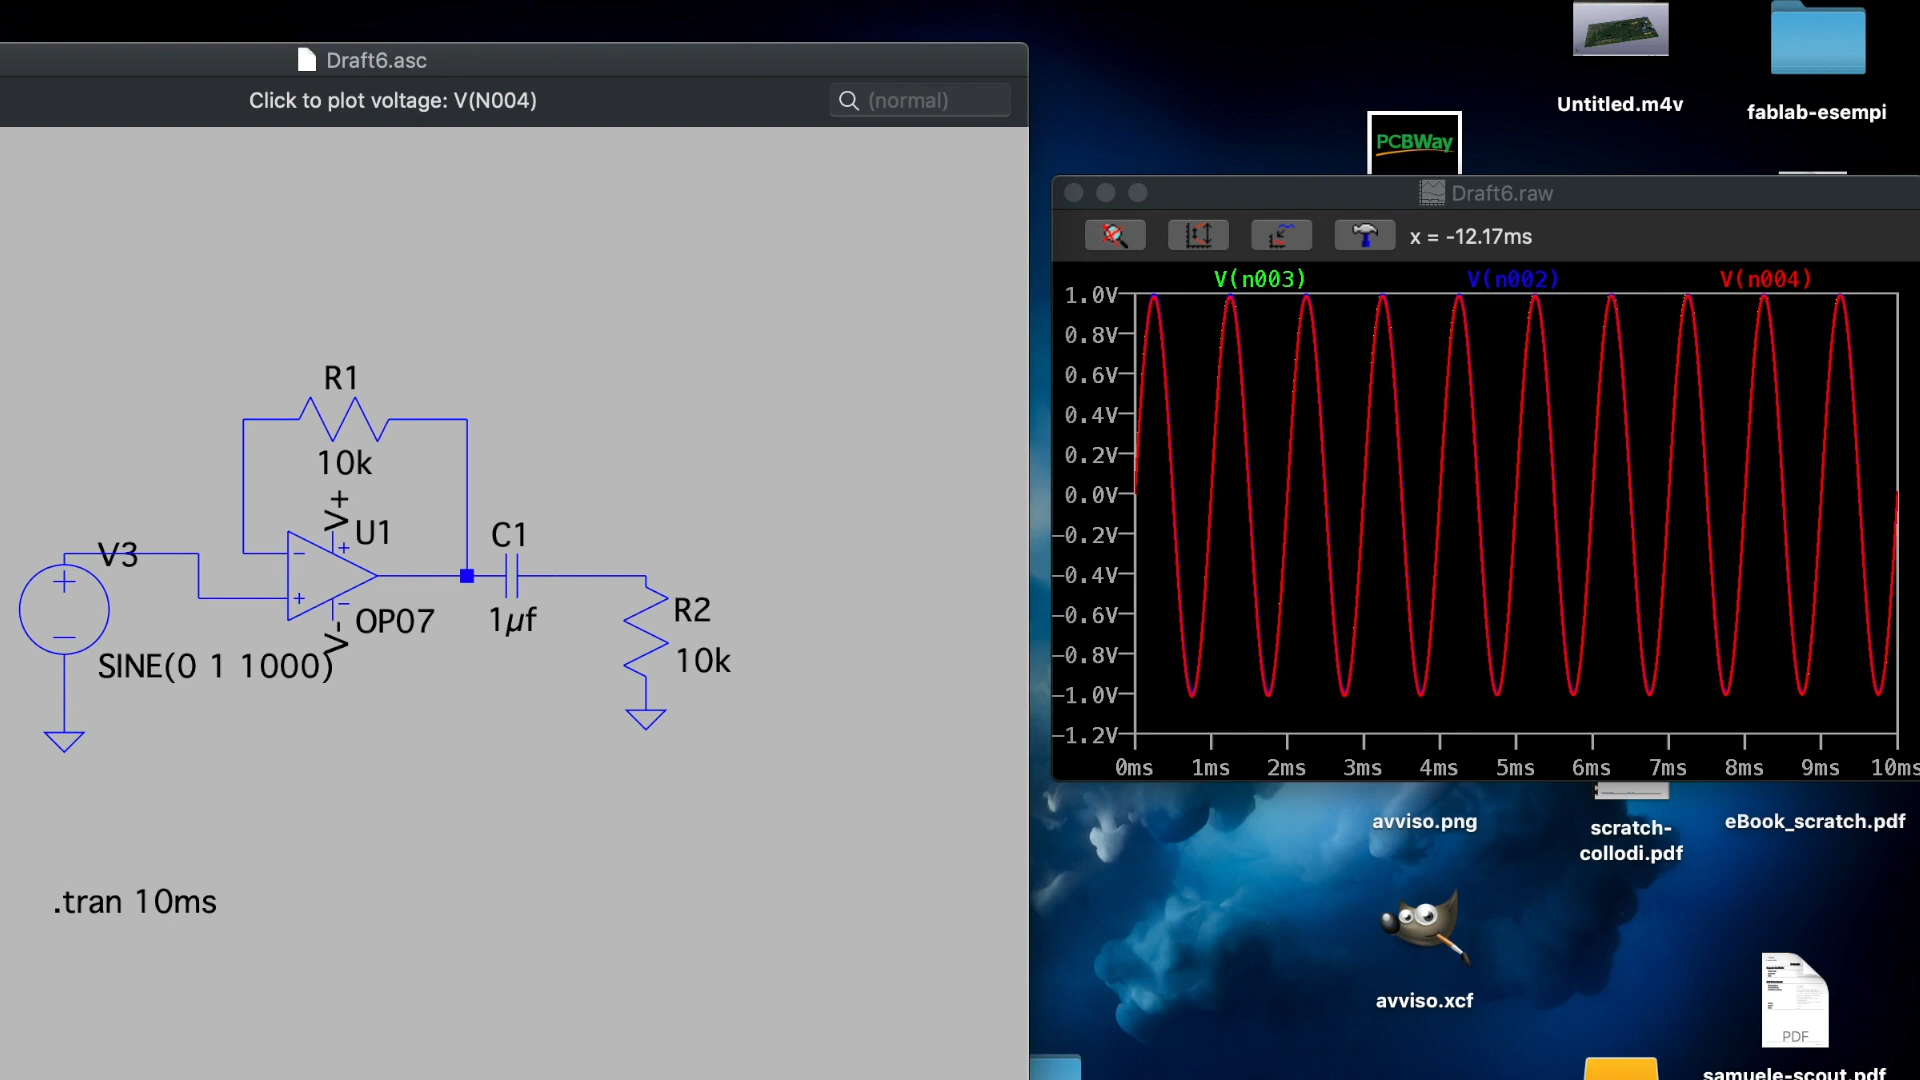 Draft6.asc
Click to plot voltage: V(N004)
(normal)
R1
10k
V+
U1
V3
C1
OP07
1µf
V-
SINE(0 1 1000)
R2
10k
.tran 10ms
Untitled.m4v
fablab-esempi
PCBWay
Draft6.raw
x = -12.17ms
V(n003) V(n002) V(n004)
1.0V
0.8V
0.6V
0.4V
0.2V
0.0V
-0.2V
-0.4V
-0.6V
-0.8V
-1.0V
-1.2V
0ms 1ms 2ms 3ms 4ms 5ms 6ms 7ms 8ms 9ms 10ms
avviso.png
scratch-
collodi.pdf
eBook_scratch.pdf
avviso.xcf
PDF
samuele-scout.pdf